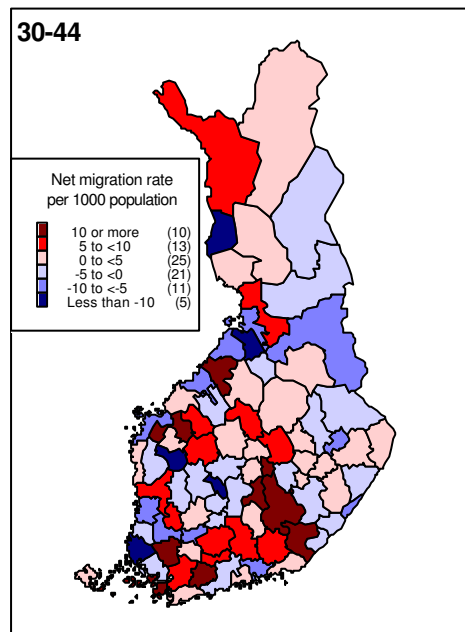 30-44
Net migration rate
per 1000 population
10 or more (10)
5 to <10 (13)
0 to <5 (25)
-5 to <0 (21)
-10 to <-5 (11)
Less than -10 (5)